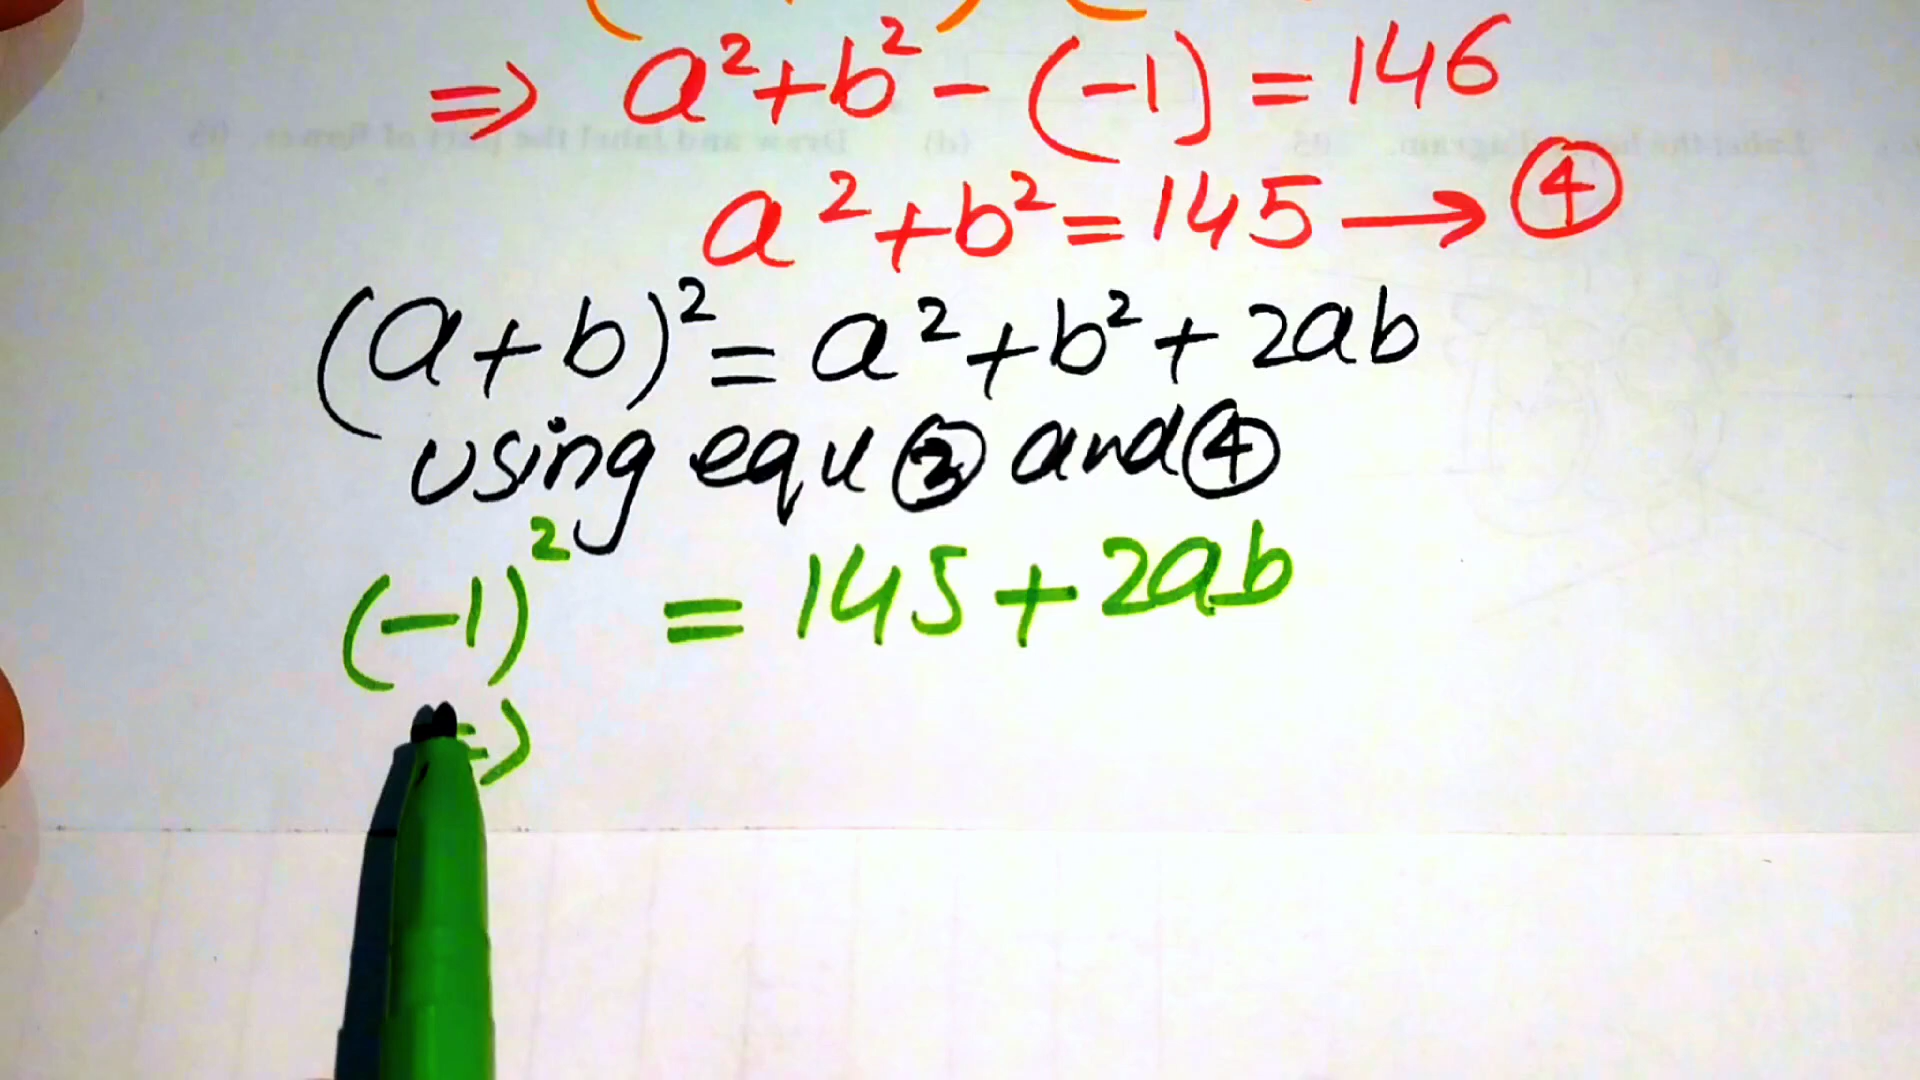 ⇒ a²+b² - (-1) = 146
a²+b² = 145 → ④
(a+b)² = a²+b² + 2ab
using equ ② and ④
(-1)² = 145 + 2ab
⇒